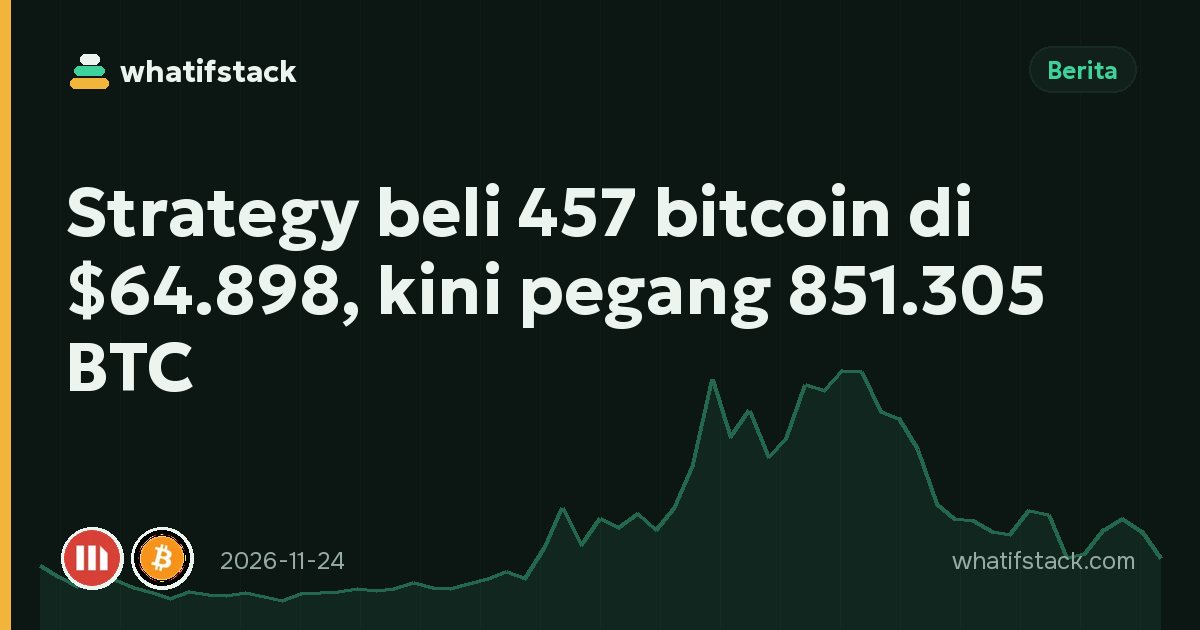 whatifstack
Berita
Strategy beli 457 bitcoin di
$64.898, kini pegang 851.305
BTC
2026-11-24
whatifstack.com